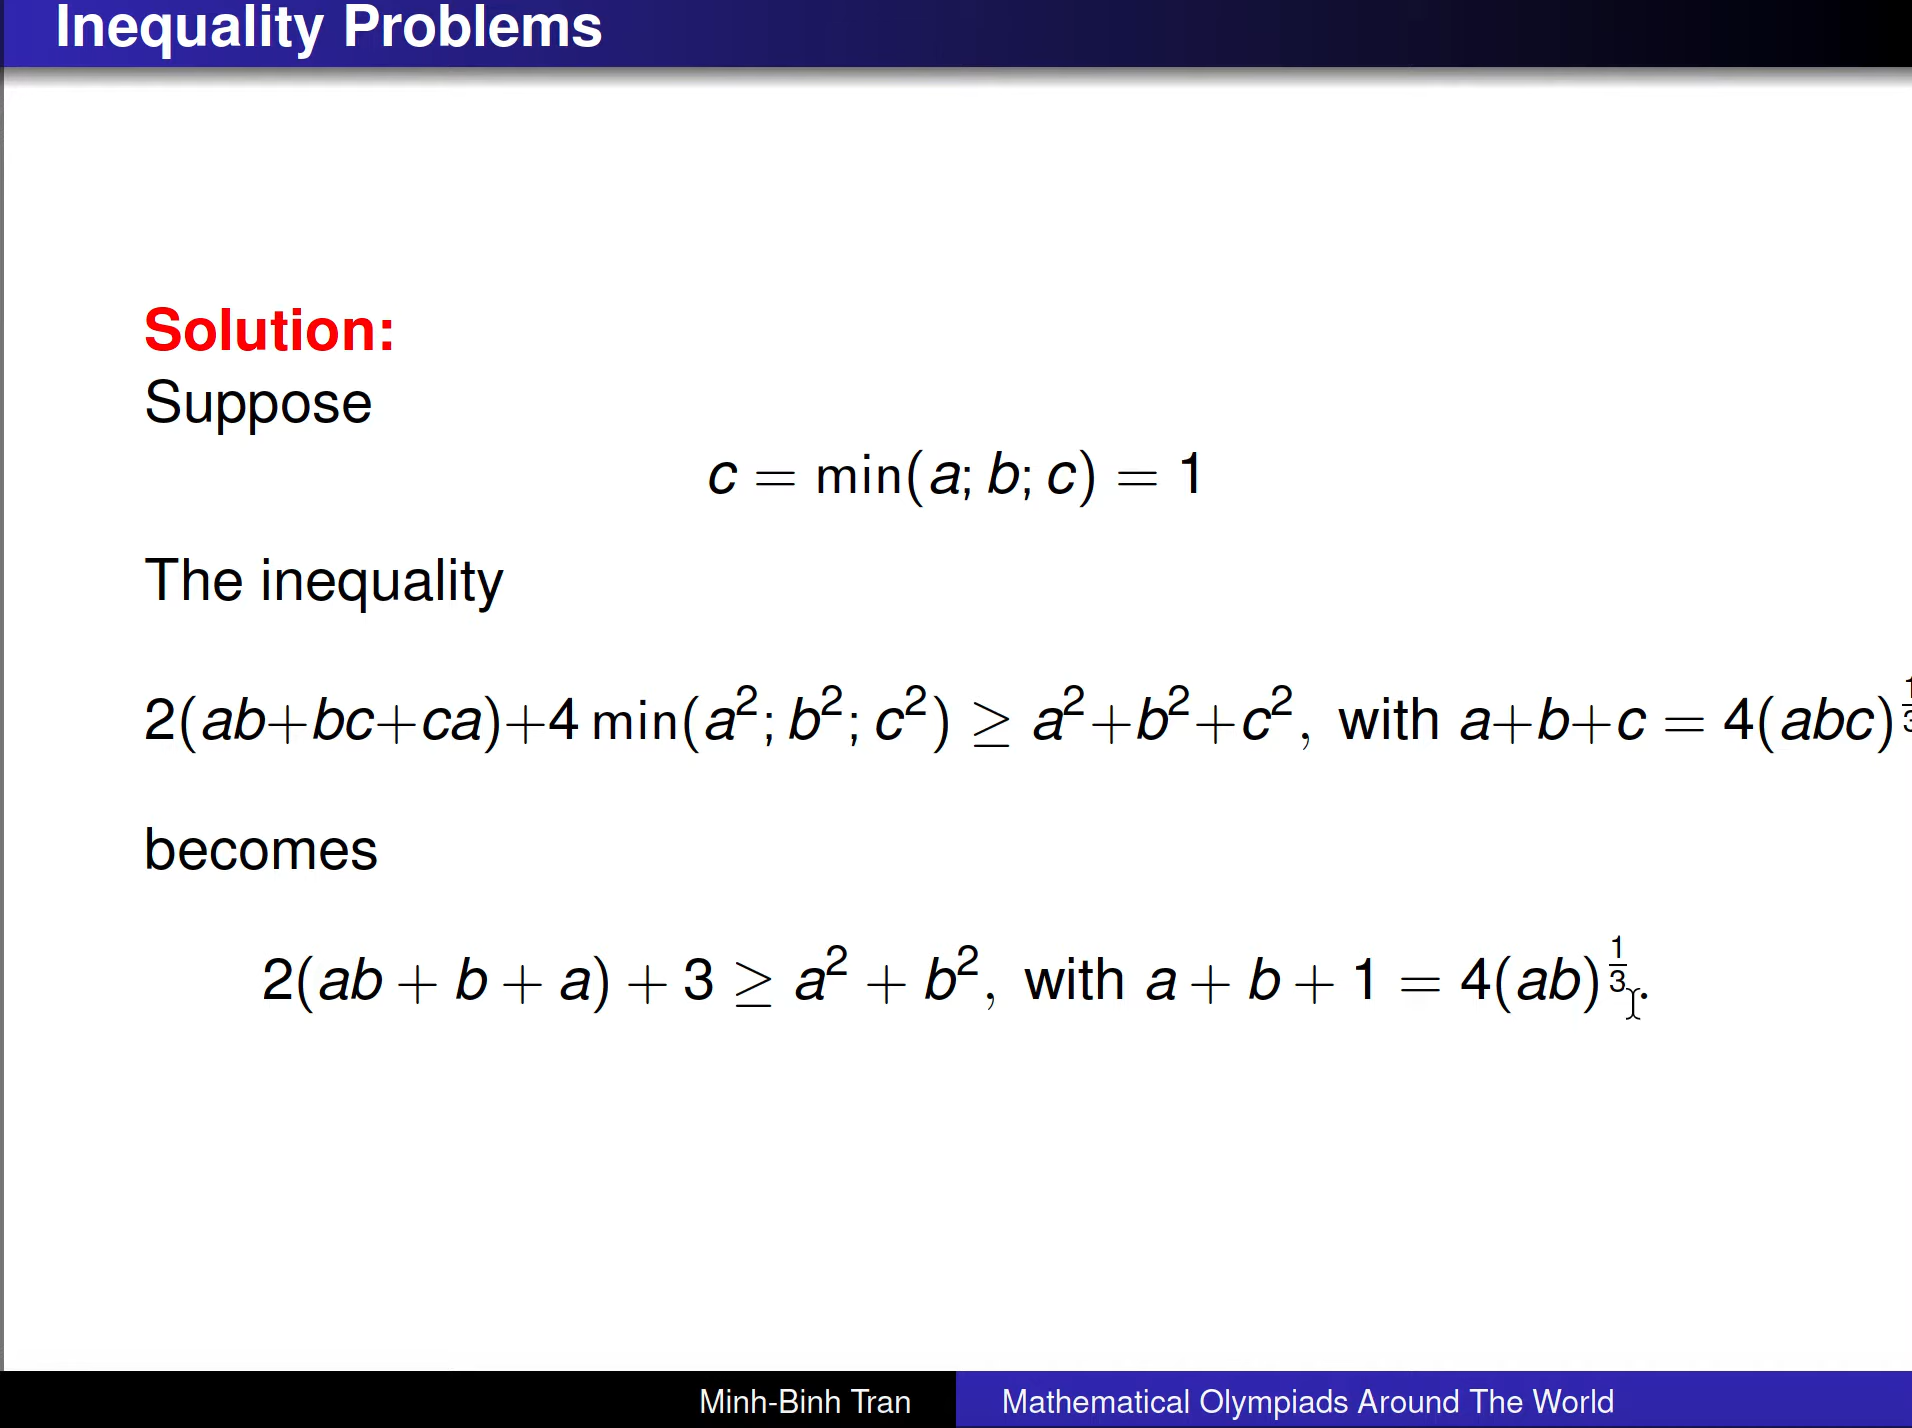 Inequality Problems
Solution:
Suppose
c = min(a; b; c) = 1
The inequality
2(ab+bc+ca)+4 min(a²; b²; c²) ≥ a²+b²+c², with a+b+c = 4(abc)^{1/3}
becomes
2(ab + b + a) + 3 ≥ a² + b², with a + b + 1 = 4(ab)^{1/3}.
Minh-Binh Tran
Mathematical Olympiads Around The World